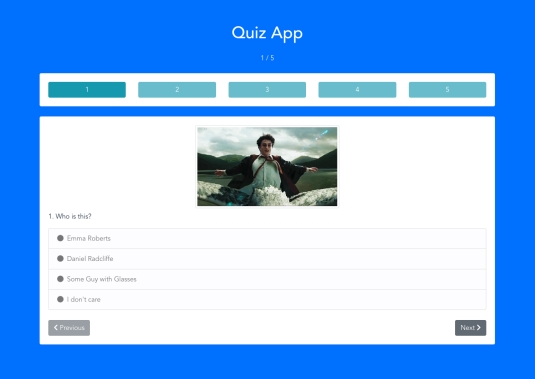 Quiz App
1 / 5
1
2
3
4
5
1. Who is this?
Emma Roberts
Daniel Radcliffe
Some Guy with Glasses
I don't care
Previous
Next